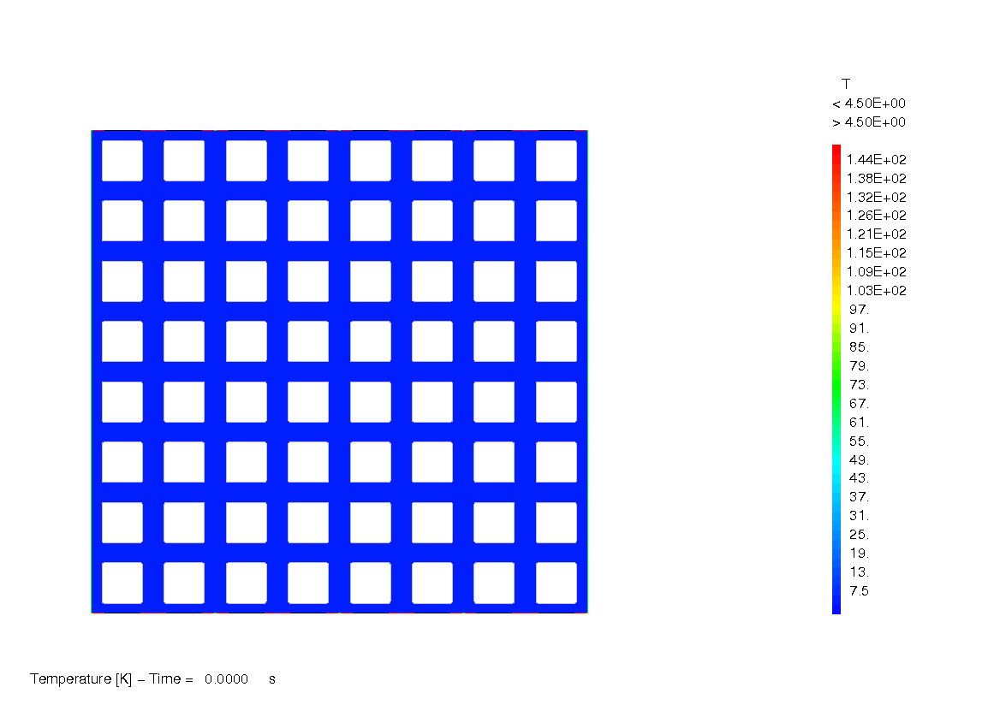 T
< 4.50E+00
> 4.50E+00
1.44E+02
1.38E+02
1.32E+02
1.26E+02
1.21E+02
1.15E+02
1.09E+02
1.03E+02
97.
91.
85.
79.
73.
67.
61.
55.
49.
43.
37.
31.
25.
19.
13.
7.5
Temperature [K] – Time = 0.0000 s